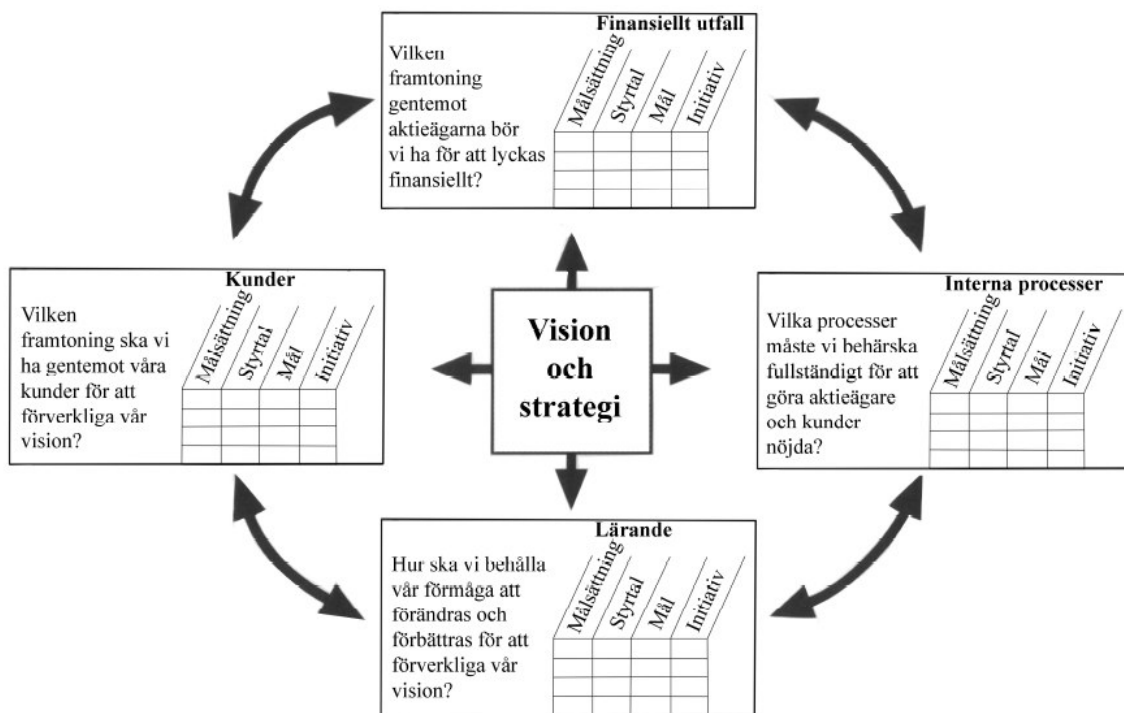 Finansiellt utfall
Vilken
framtoning
gentemot
aktieägarna bör
vi ha för att lyckas
finansiellt?
Målsättning
Styrtal
Mål
Initiativ
Kunder
Vilken
framtoning ska vi
ha gentemot våra
kunder för att
förverkliga vår
vision?
Målsättning
Styrtal
Mål
Initiativ
Vision
och
strategi
Interna processer
Vilka processer
måste vi behärska
fullständigt för att
göra aktieägare
och kunder
nöjda?
Målsättning
Styrtal
Mål
Initiativ
Lärande
Hur ska vi behålla
vår förmåga att
förändras och
förbättras för att
förverkliga vår
vision?
Målsättning
Styrtal
Mål
Initiativ